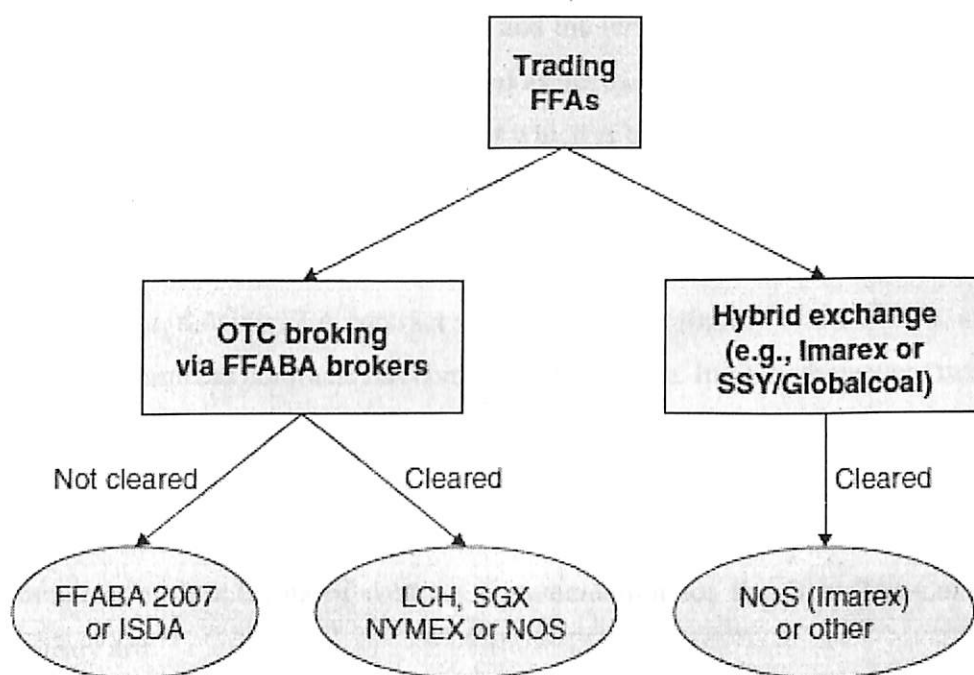 Trading
FFAs
OTC broking
via FFABA brokers
Hybrid exchange
(e.g., Imarex or
SSY/Globalcoal)
Not cleared
Cleared
Cleared
FFABA 2007
or ISDA
LCH, SGX
NYMEX or NOS
NOS (Imarex)
or other